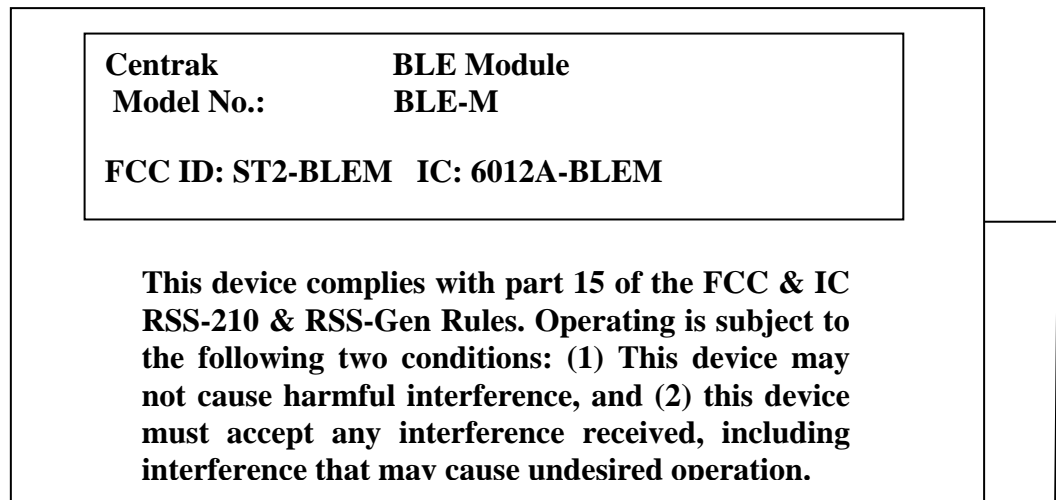 Centrak BLE Module
Model No.: BLE-M
FCC ID: ST2-BLEM IC: 6012A-BLEM
This device complies with part 15 of the FCC & IC
RSS-210 & RSS-Gen Rules. Operating is subject to
the following two conditions: (1) This device may
not cause harmful interference, and (2) this device
must accept any interference received, including
interference that may cause undesired operation.